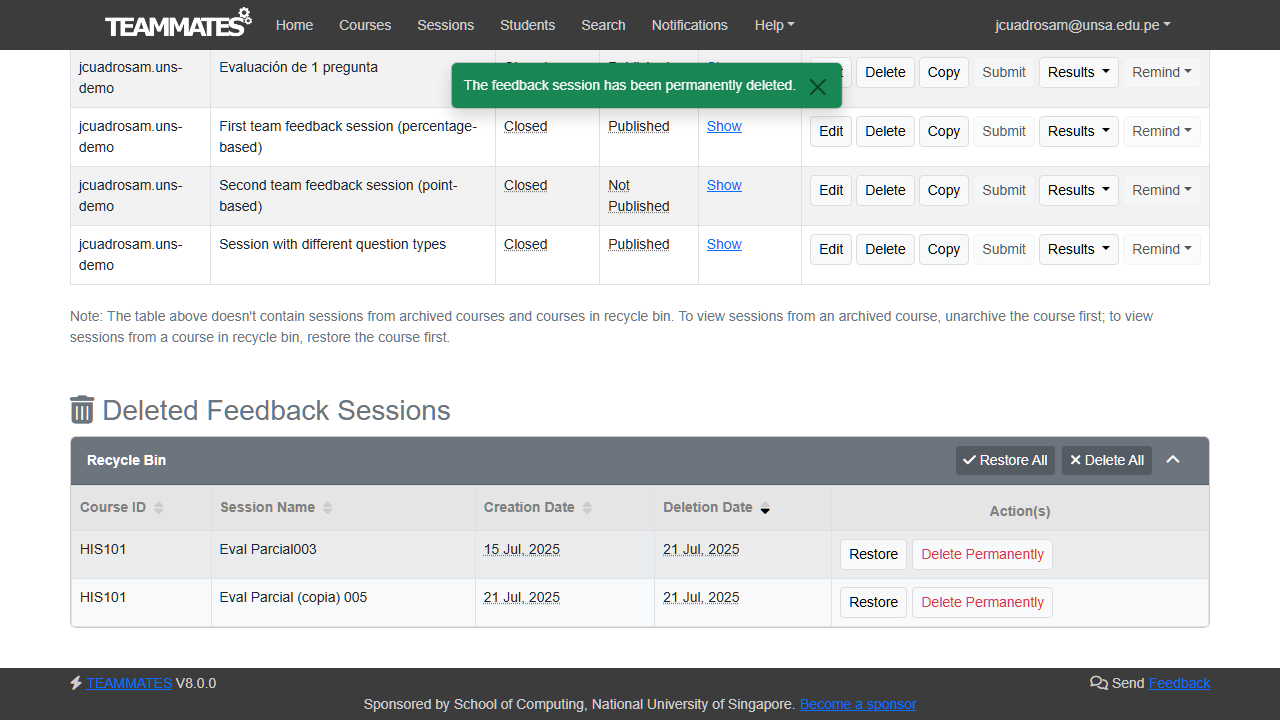 TEAMMATES Home Courses Sessions Students Search Notifications Help jcuadrosam@unsa.edu.pe
jcuadrosam.uns-demo Evaluación de 1 pregunta Delete Copy Submit Results Remind
The feedback session has been permanently deleted.
jcuadrosam.uns-demo First team feedback session (percentage-based) Closed Published Show Edit Delete Copy Submit Results Remind
jcuadrosam.uns-demo Second team feedback session (point-based) Closed Not Published Show Edit Delete Copy Submit Results Remind
jcuadrosam.uns-demo Session with different question types Closed Published Show Edit Delete Copy Submit Results Remind
Note: The table above doesn't contain sessions from archived courses and courses in recycle bin. To view sessions from an archived course, unarchive the course first; to view
sessions from a course in recycle bin, restore the course first.
Deleted Feedback Sessions
Recycle Bin Restore All Delete All
Course ID Session Name Creation Date Deletion Date Action(s)
HIS101 Eval Parcial003 15 Jul, 2025 21 Jul, 2025 Restore Delete Permanently
HIS101 Eval Parcial (copia) 005 21 Jul, 2025 21 Jul, 2025 Restore Delete Permanently
TEAMMATES V8.0.0 Send Feedback
Sponsored by School of Computing, National University of Singapore. Become a sponsor